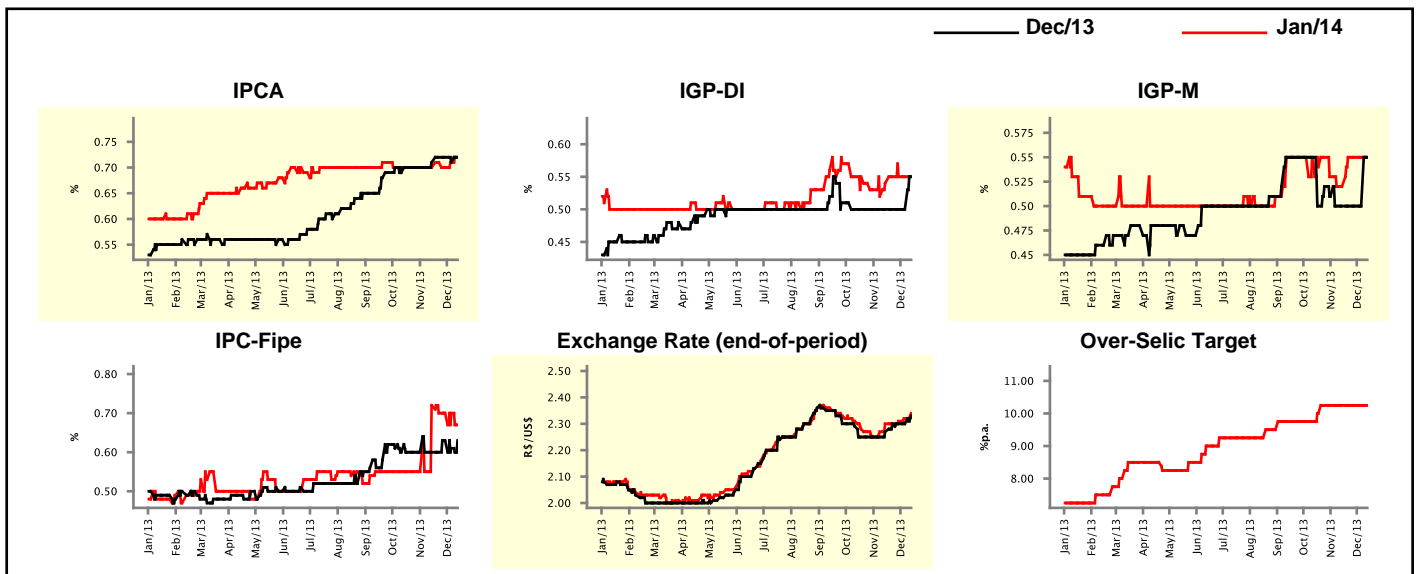 Dec/13 Jan/14
IPCA
IGP-DI
IGP-M
%
0.75
0.70
0.65
0.60
0.55
Jan/13 Feb/13 Mar/13 Apr/13 May/13 Jun/13 Jul/13 Aug/13 Sep/13 Oct/13 Nov/13 Dec/13
%
0.60
0.55
0.50
0.45
Jan/13 Feb/13 Mar/13 Apr/13 May/13 Jun/13 Jul/13 Aug/13 Sep/13 Oct/13 Nov/13 Dec/13
%
0.575
0.55
0.525
0.50
0.475
0.45
Jan/13 Feb/13 Mar/13 Apr/13 May/13 Jun/13 Jul/13 Aug/13 Sep/13 Oct/13 Nov/13 Dec/13
IPC-Fipe
Exchange Rate (end-of-period)
Over-Selic Target
%
0.80
0.70
0.60
0.50
Jan/13 Feb/13 Mar/13 Apr/13 May/13 Jun/13 Jul/13 Aug/13 Sep/13 Oct/13 Nov/13 Dec/13
R$/US$
2.50
2.40
2.30
2.20
2.10
2.00
Jan/13 Feb/13 Mar/13 Apr/13 May/13 Jun/13 Jul/13 Aug/13 Sep/13 Oct/13 Nov/13 Dec/13
%p.a.
11.00
10.00
9.00
8.00
Jan/13 Feb/13 Mar/13 Apr/13 May/13 Jun/13 Jul/13 Aug/13 Sep/13 Oct/13 Nov/13 Dec/13